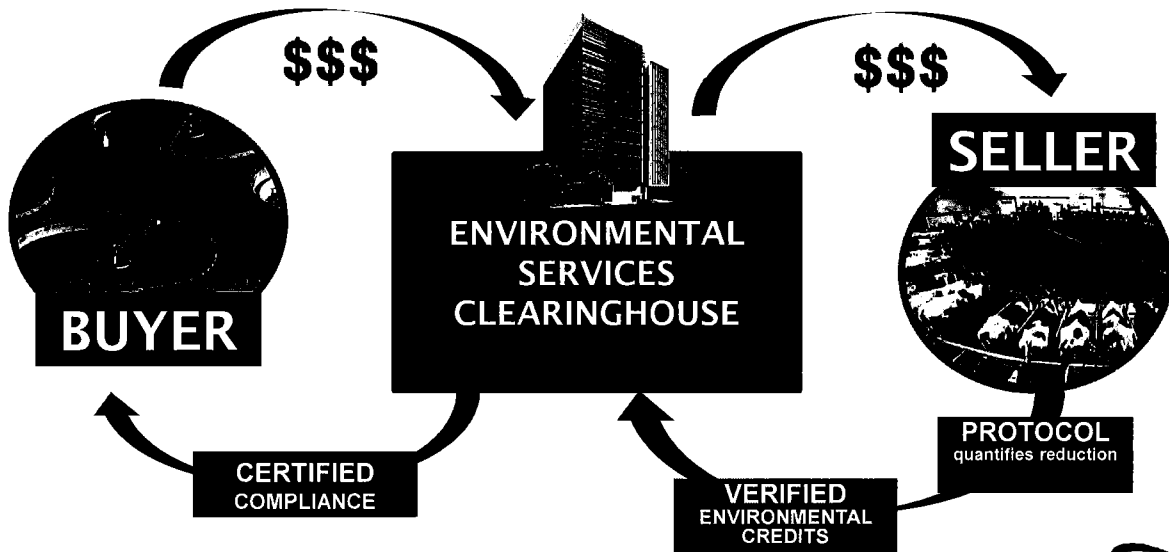 $$$
$$$
SELLER
ENVIRONMENTAL
SERVICES
CLEARINGHOUSE
BUYER
PROTOCOL
quantifies reduction
CERTIFIED
COMPLIANCE
VERIFIED
ENVIRONMENTAL
CREDITS